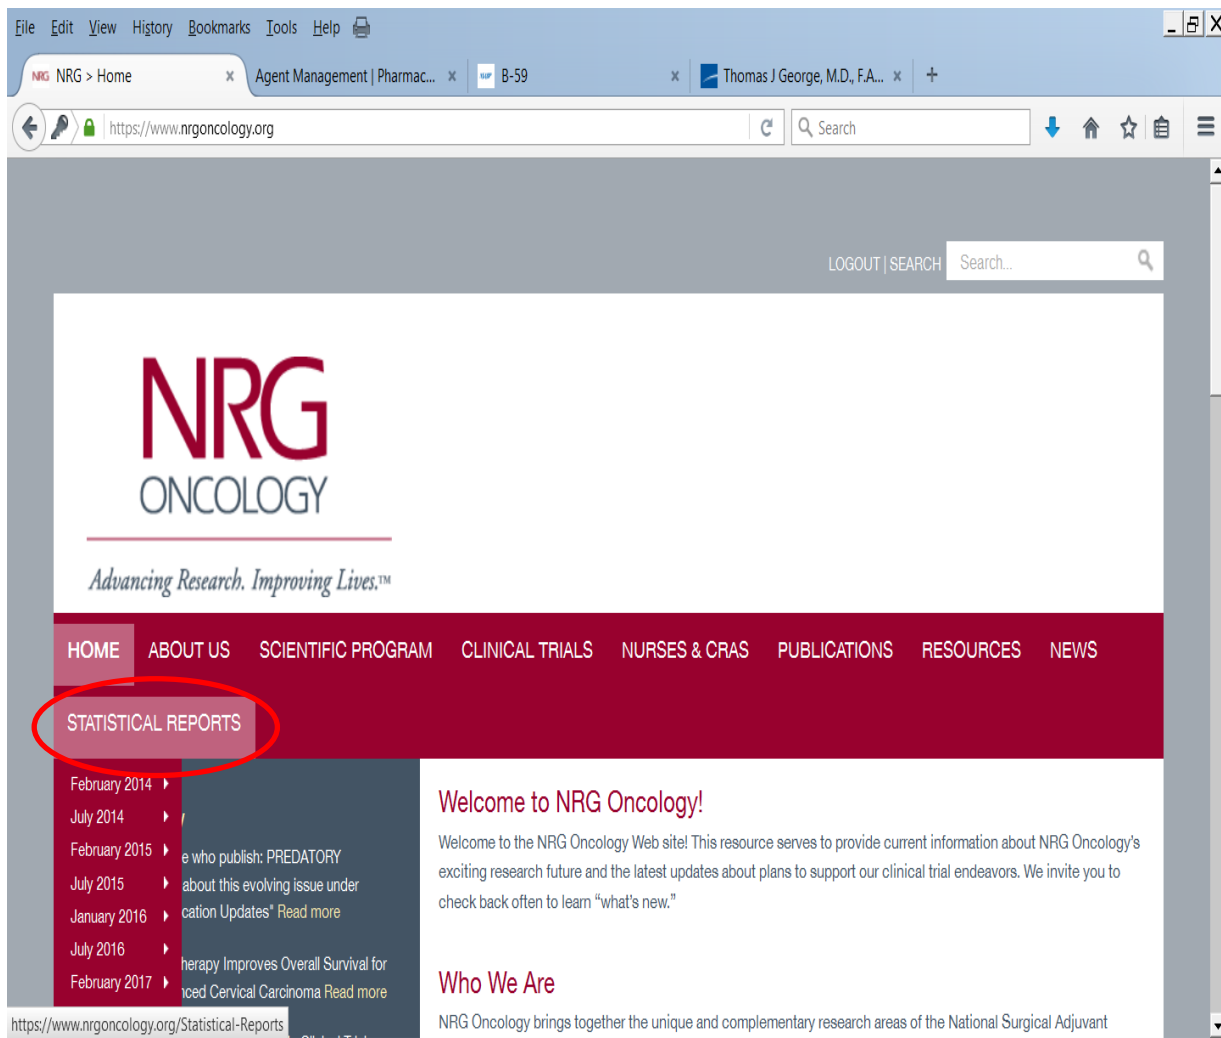 File Edit View History Bookmarks Tools Help
NRG NRG > Home × Agent Management | Pharmac... × B-59 × Thomas J George, M.D., F.A... × +
https://www.nrgoncology.org Search
LOGOUT | SEARCH Search...
NRG
ONCOLOGY
Advancing Research. Improving Lives.™
HOME ABOUT US SCIENTIFIC PROGRAM CLINICAL TRIALS NURSES & CRAS PUBLICATIONS RESOURCES NEWS
STATISTICAL REPORTS
February 2014
July 2014
February 2015
July 2015
January 2016
July 2016
February 2017
e who publish: PREDATORY
about this evolving issue under
cation Updates" Read more
herapy Improves Overall Survival for
nced Cervical Carcinoma Read more
Welcome to NRG Oncology!
Welcome to the NRG Oncology Web site! This resource serves to provide current information about NRG Oncology's
exciting research future and the latest updates about plans to support our clinical trial endeavors. We invite you to
check back often to learn “what’s new.”
Who We Are
NRG Oncology brings together the unique and complementary research areas of the National Surgical Adjuvant
https://www.nrgoncology.org/Statistical-Reports